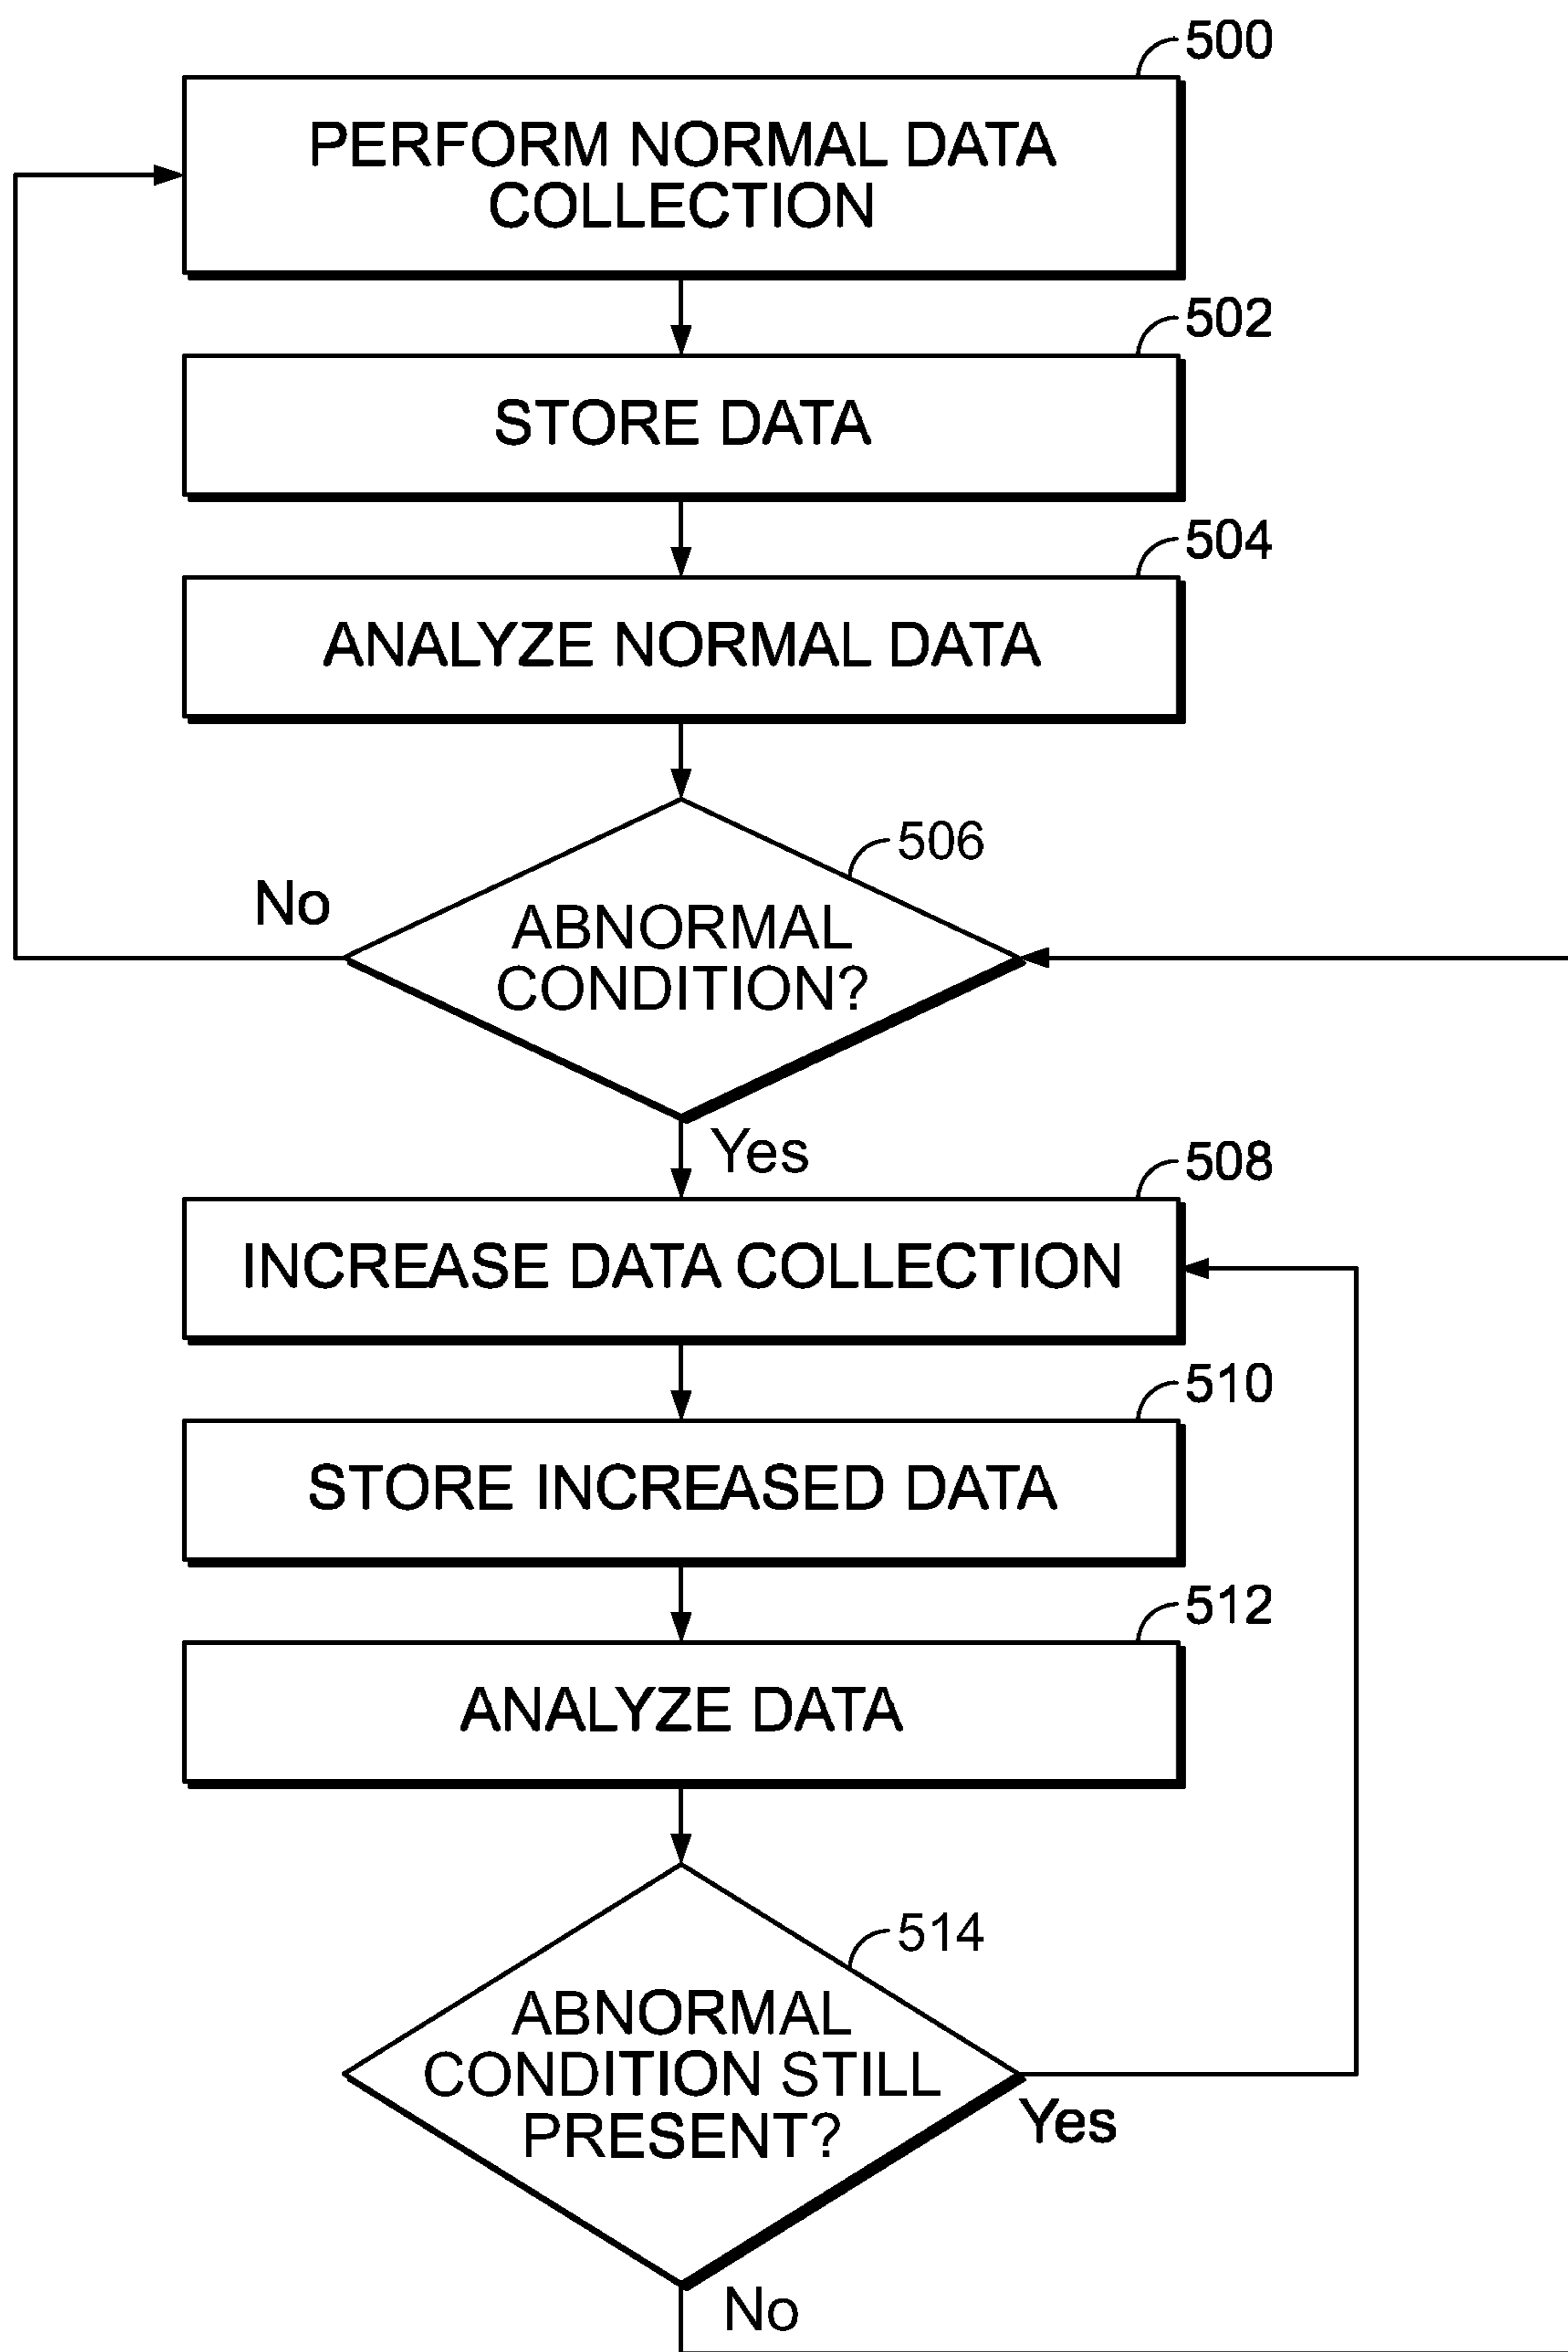 500
PERFORM NORMAL DATA
COLLECTION
502
STORE DATA
504
ANALYZE NORMAL DATA
506
No
ABNORMAL
CONDITION?
Yes
508
INCREASE DATA COLLECTION
510
STORE INCREASED DATA
512
ANALYZE DATA
514
ABNORMAL
CONDITION STILL
PRESENT?
Yes
No